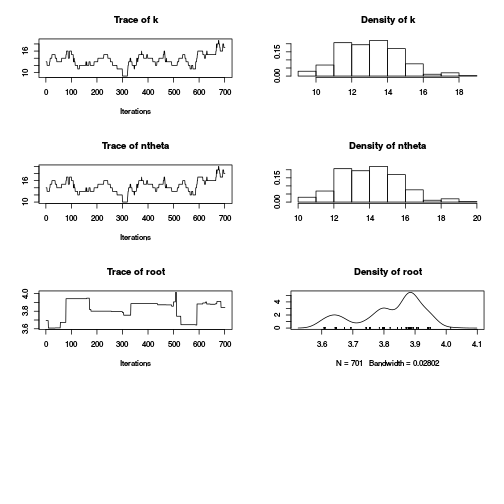 Trace of k
10 16
0 100 200 300 400 500 600 700
Iterations
Density of k
0.00 0.15
10 12 14 16 18
Trace of ntheta
10 16
0 100 200 300 400 500 600 700
Iterations
Density of ntheta
0.00 0.15
10 12 14 16 18 20
Trace of root
3.6 3.8 4.0
0 100 200 300 400 500 600 700
Iterations
Density of root
0 2 4
3.6 3.7 3.8 3.9 4.0 4.1
N = 701 Bandwidth = 0.02802